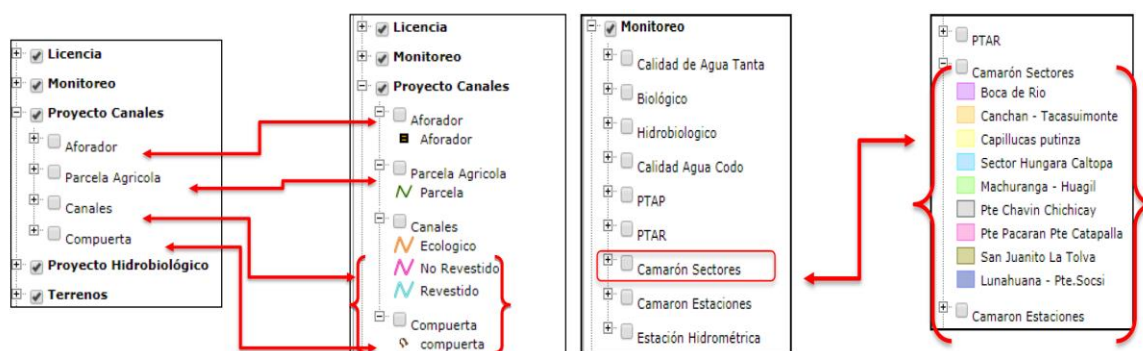 Licencia
Monitoreo
Proyecto Canales
Aforador
Parcela Agricola
Canales
Compuerta
Proyecto Hidrobiológico
Terrenos
Licencia
Monitoreo
Proyecto Canales
Aforador
Aforador
Parcela Agricola
Parcela
Canales
Ecologico
No Revestido
Revestido
Compuerta
compuerta
Monitoreo
Calidad de Agua Tanta
Biológico
Hidrobiologico
Calidad Agua Codo
PTAP
PTAR
Camarón Sectores
Camaron Estaciones
Estación Hidrométrica
PTAR
Camarón Sectores
Boca de Rio
Canchan - Tacasuimonte
Capillucas putinza
Sector Hungara Caltopa
Machuranga - Huagil
Pte Chavin Chichicay
Pte Pacaran Pte Catapalla
San Juanito La Tolva
Lunahuana - Pte.Socsi
Camaron Estaciones